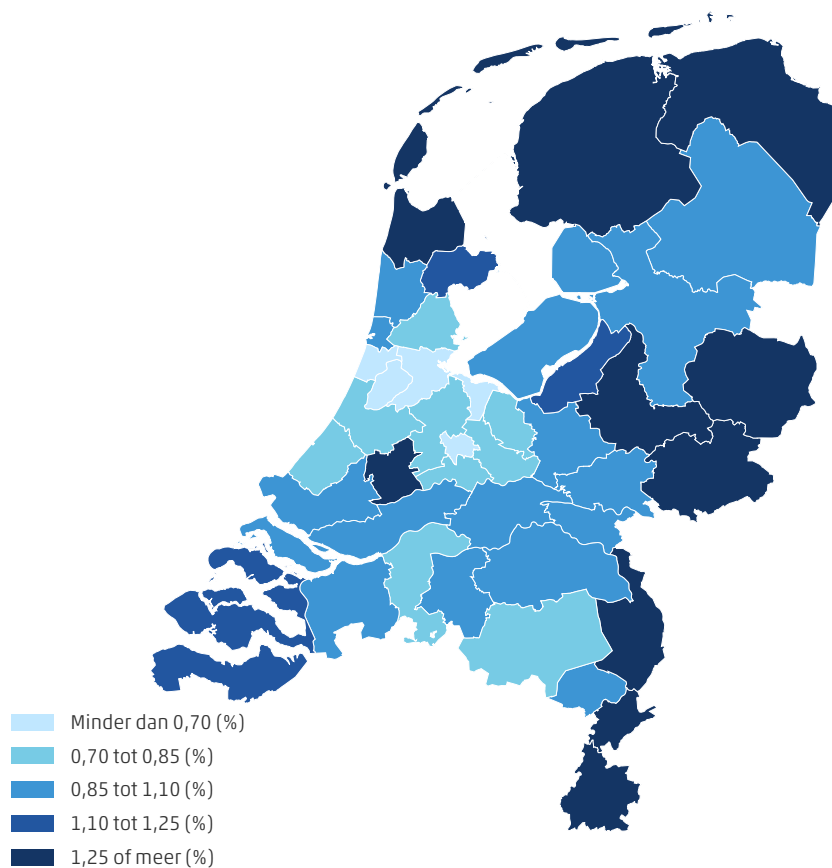 Minder dan 0,70 (%)
0,70 tot 0,85 (%)
0,85 tot 1,10 (%)
1,10 tot 1,25 (%)
1,25 of meer (%)